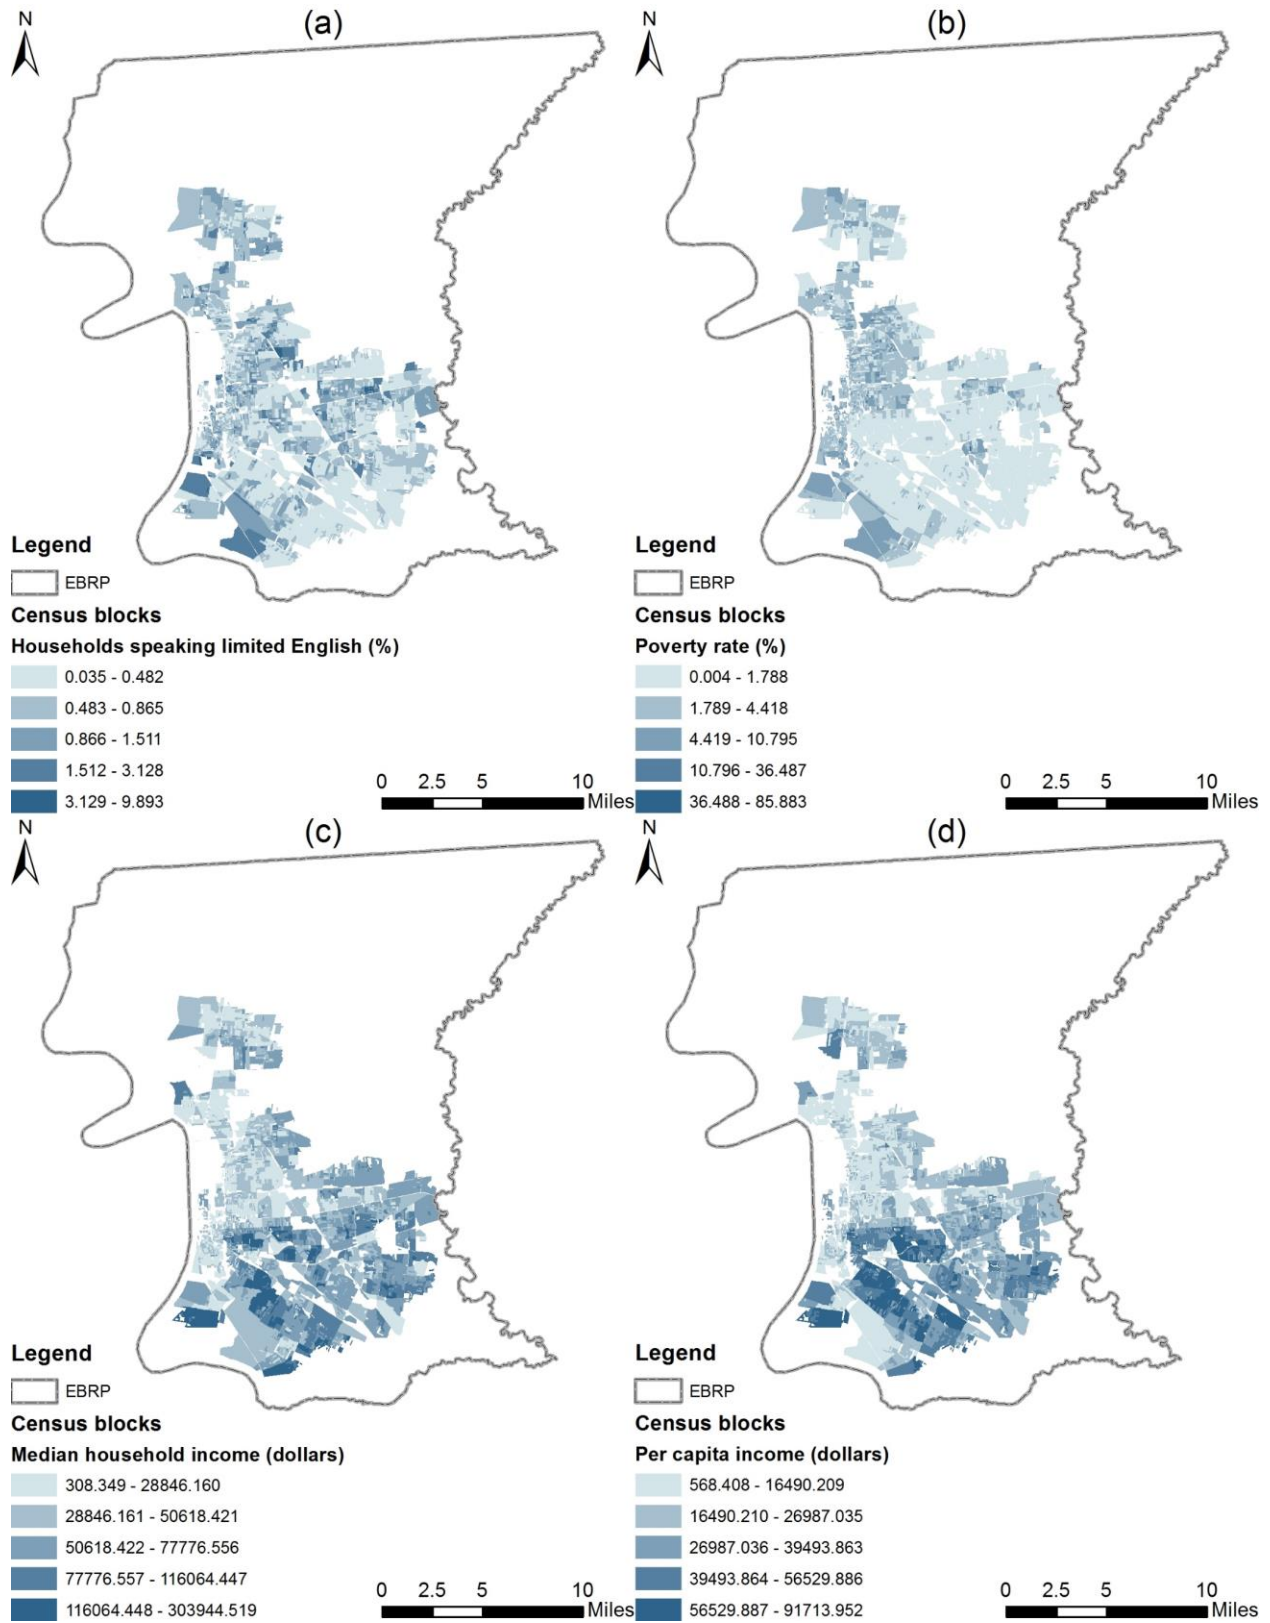 N
(a)
Legend
EBRP
Census blocks
Households speaking limited English (%)
0.035 - 0.482
0.483 - 0.865
0.866 - 1.511
1.512 - 3.128
3.129 - 9.893
0 2.5 5 10
Miles
N
(b)
Legend
EBRP
Census blocks
Poverty rate (%)
0.004 - 1.788
1.789 - 4.418
4.419 - 10.795
10.796 - 36.487
36.488 - 85.883
0 2.5 5 10
Miles
N
(c)
Legend
EBRP
Census blocks
Median household income (dollars)
308.349 - 28846.160
28846.161 - 50618.421
50618.422 - 77776.556
77776.557 - 116064.447
116064.448 - 303944.519
0 2.5 5 10
Miles
N
(d)
Legend
EBRP
Census blocks
Per capita income (dollars)
568.408 - 16490.209
16490.210 - 26987.035
26987.036 - 39493.863
39493.864 - 56529.886
56529.887 - 91713.952
0 2.5 5 10
Miles